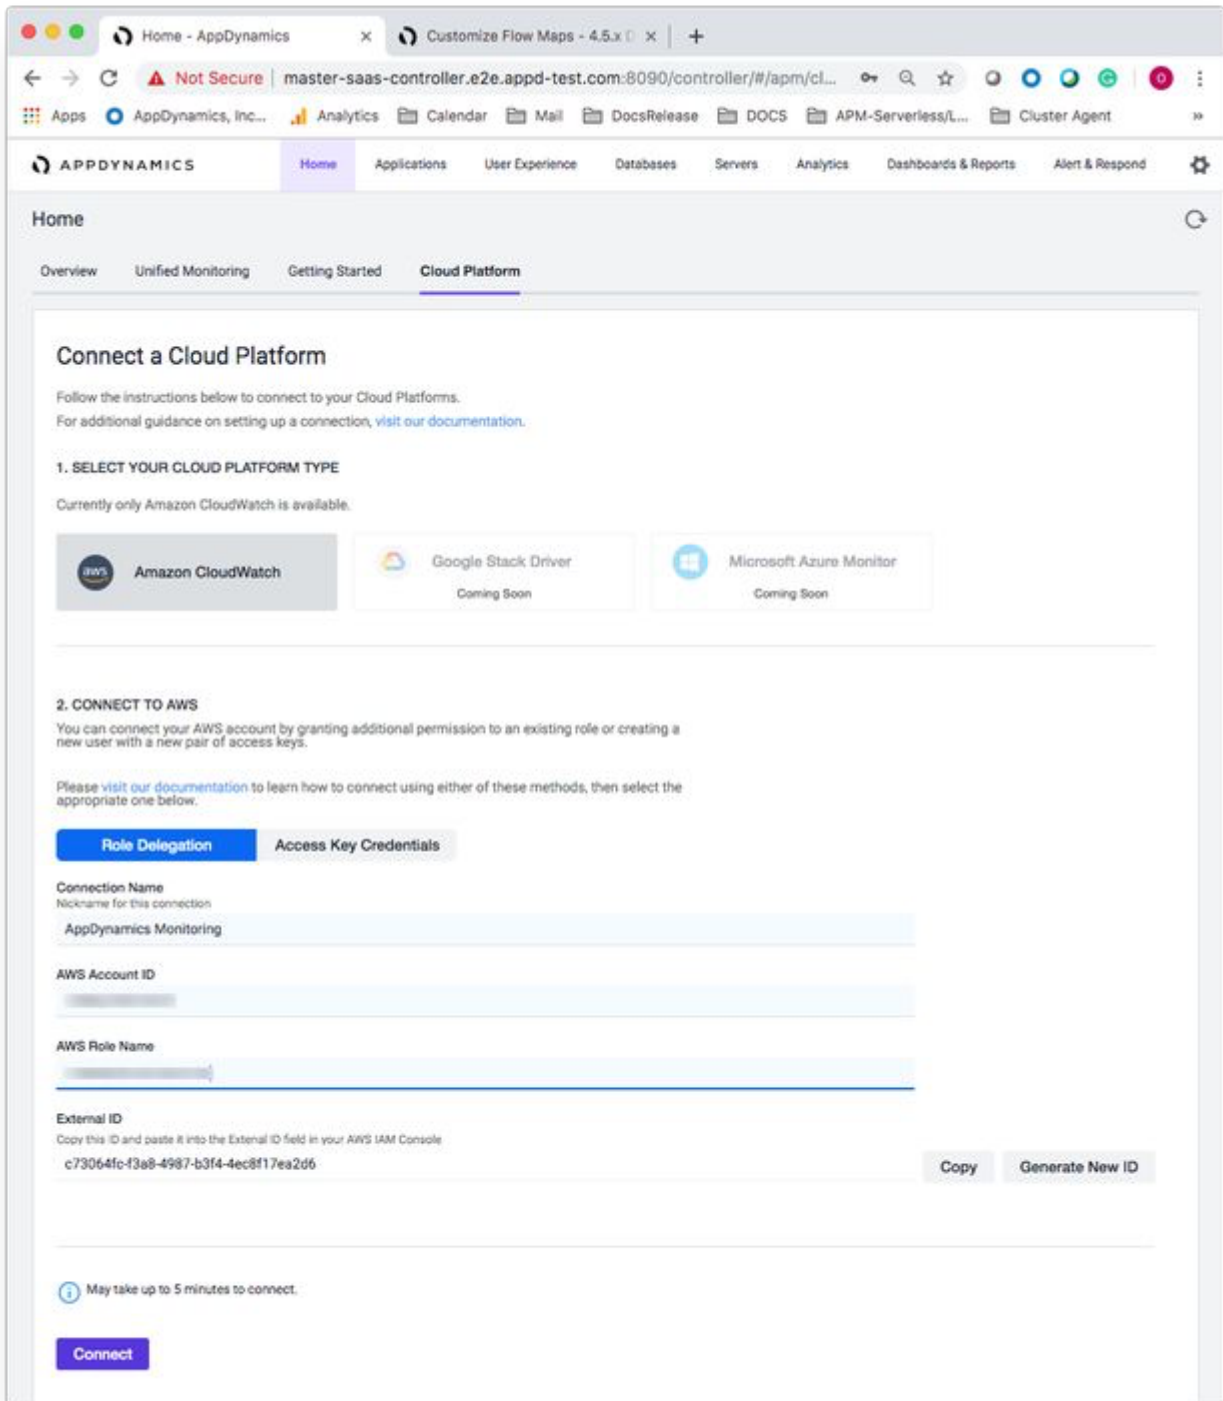 Home - AppDynamics
Customize Flow Maps - 4.5.x D
Not Secure | master-saas-controller.e2e.appd-test.com:8090/controller/#/apm/cl...
O
Apps AppDynamics, Inc... Analytics Calendar Mail DocsRelease DOCS APM-Serverless/L... Cluster Agent »
APPDYNAMICS Home Applications User Experience Databases Servers Analytics Dashboards & Reports Alert & Respond
Home
Overview Unified Monitoring Getting Started Cloud Platform
Connect a Cloud Platform
Follow the instructions below to connect to your Cloud Platforms.
For additional guidance on setting up a connection, visit our documentation.
1. SELECT YOUR CLOUD PLATFORM TYPE
Currently only Amazon CloudWatch is available.
aws Amazon CloudWatch
Google Stack Driver
Coming Soon
Microsoft Azure Monitor
Coming Soon
2. CONNECT TO AWS
You can connect your AWS account by granting additional permission to an existing role or creating a
new user with a new pair of access keys.
Please visit our documentation to learn how to connect using either of these methods, then select the
appropriate one below.
Role Delegation Access Key Credentials
Connection Name
Nickname for this connection
AppDynamics Monitoring
AWS Account ID
AWS Role Name
External ID
Copy this ID and paste it into the Extenal ID field in your AWS IAM Console
c73064fc-f3a8-4987-b3f4-4ec8f17ea2d6
Copy Generate New ID
May take up to 5 minutes to connect.
Connect